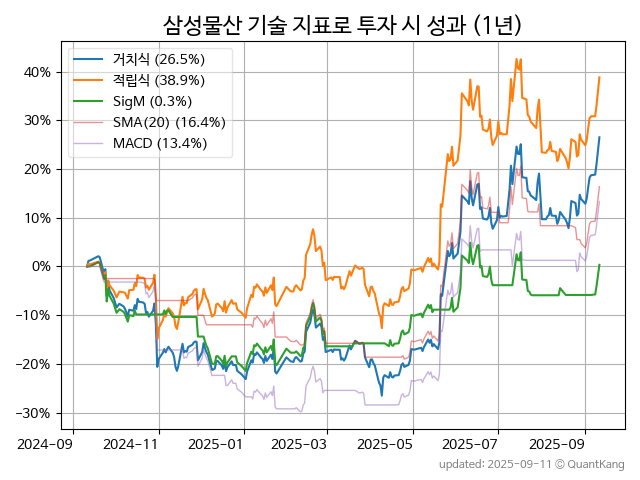 삼성물산 기술 지표로 투자 시 성과 (1년)
거치식 (26.5%)
적립식 (38.9%)
SigM (0.3%)
SMA(20) (16.4%)
MACD (13.4%)
40%
30%
20%
10%
0%
−10%
−20%
−30%
2024-09 2024-11 2025-01 2025-03 2025-05 2025-07 2025-09
updated: 2025-09-11 © QuantKang